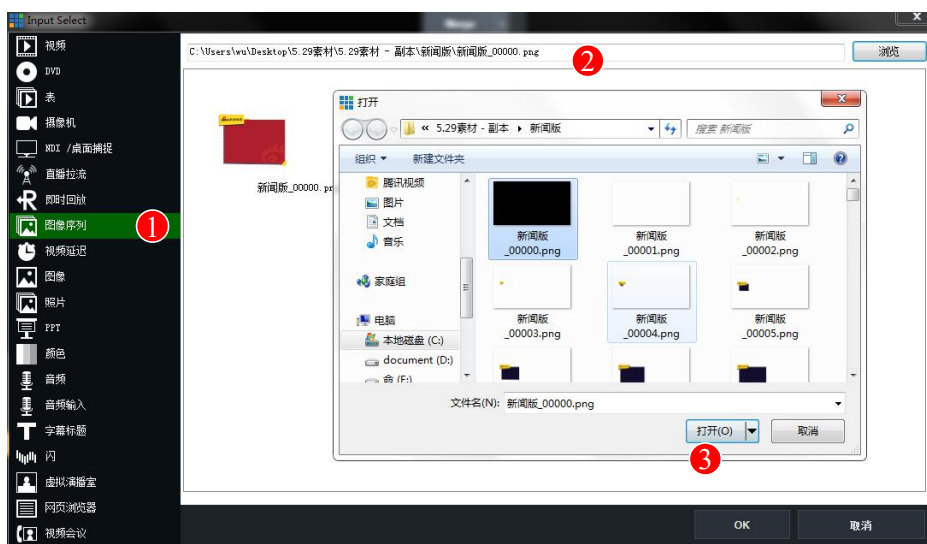 Input Select
视频
DVD
表
摄像机
NDI /桌面捕捉
直播拉流
即时回放
图像序列
视频延迟
图像
照片
PPT
颜色
音频
音频输入
字幕标题
闪
虚拟演播室
网页浏览器
视频会议
1
C:\Users\wu\Desktop\5.29素材\5.29素材 - 副本\新闻版\新闻版_00000.png
2
浏览
新闻版_00000.pn
打开
« 5.29素材 - 副本 ▸ 新闻版
搜索 新闻版
组织
新建文件夹
腾讯视频
图片
文档
音乐
家庭组
电脑
本地磁盘 (C:)
document (D:)
新闻版
_00000.png
新闻版
_00001.png
新闻版
_00002.png
新闻版
_00003.png
新闻版
_00004.png
新闻版
_00005.png
文件名(N): 新闻版_00000.png
打开(O)
取消
3
OK
取消